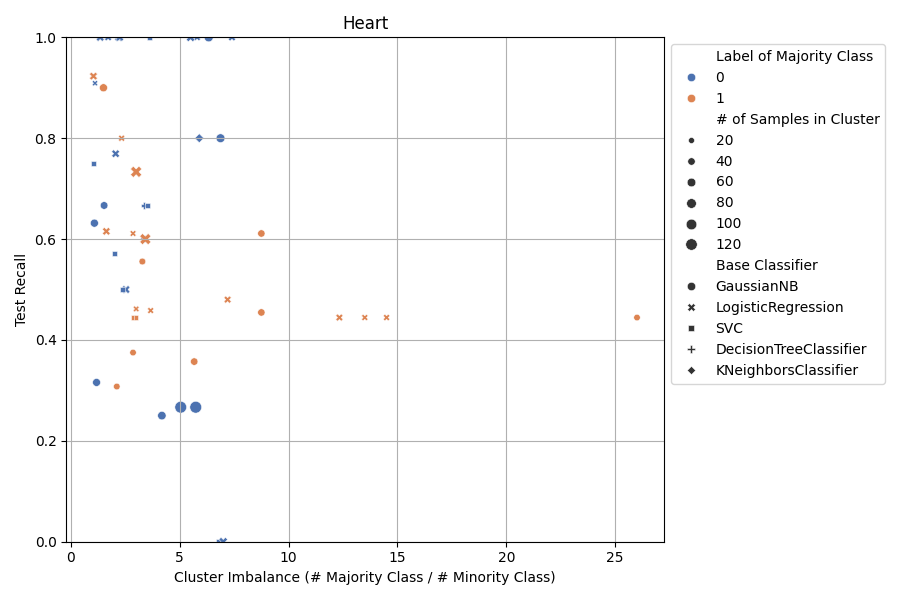 Heart
1.0
0.8
0.6
0.4
0.2
0.0
Test Recall
0
5
10
15
20
25
Cluster Imbalance (# Majority Class / # Minority Class)
Label of Majority Class
0
1
# of Samples in Cluster
20
40
60
80
100
120
Base Classifier
GaussianNB
LogisticRegression
SVC
DecisionTreeClassifier
KNeighborsClassifier